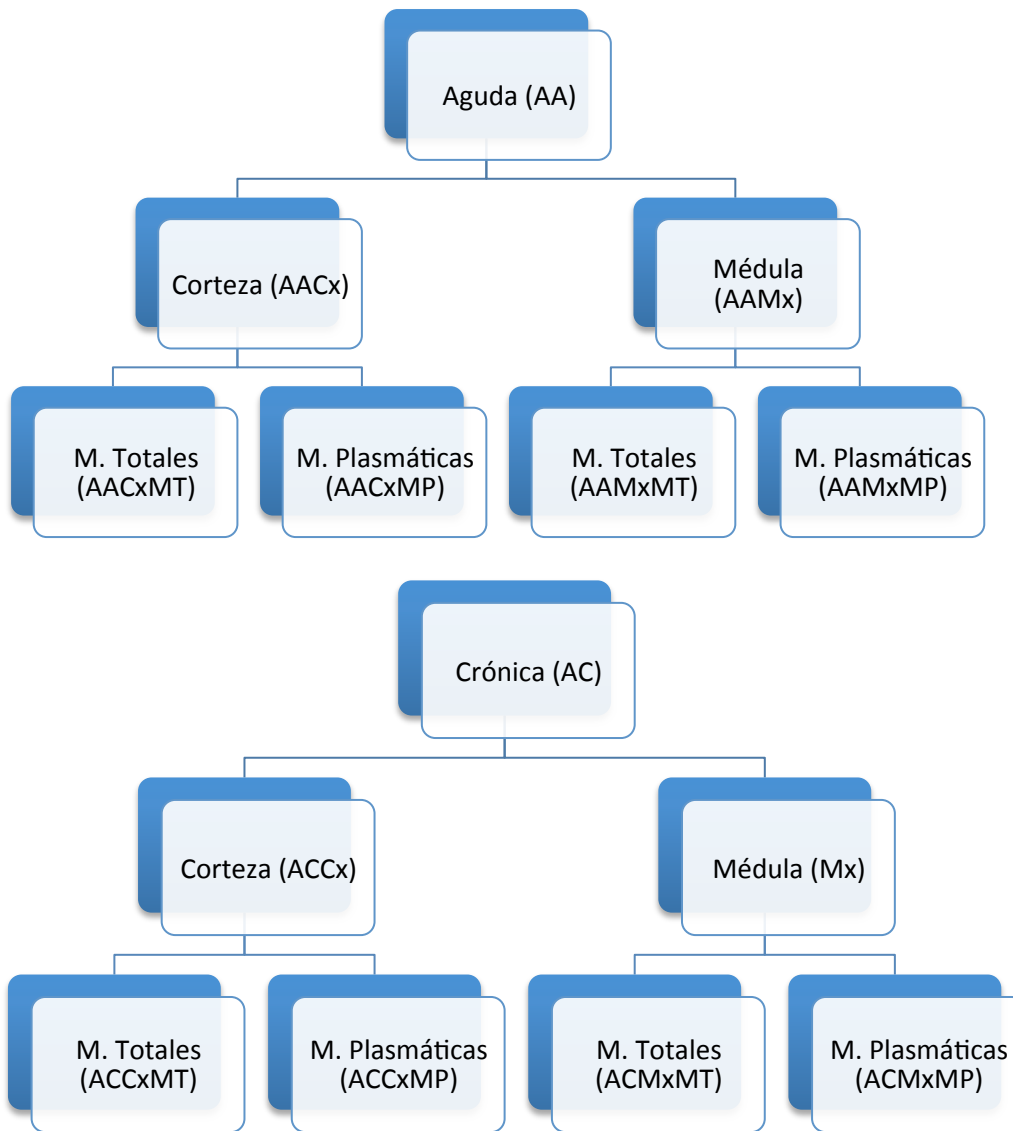 Aguda (AA)
Corteza (AACx)
Médula
(AAMx)
M. Totales
(AACxMT)
M. Plasmáticas
(AACxMP)
M. Totales
(AAMxMT)
M. Plasmáticas
(AAMxMP)
Crónica (AC)
Corteza (ACCx)
Médula (Mx)
M. Totales
(ACCxMT)
M. Plasmáticas
(ACCxMP)
M. Totales
(ACMxMT)
M. Plasmáticas
(ACMxMP)